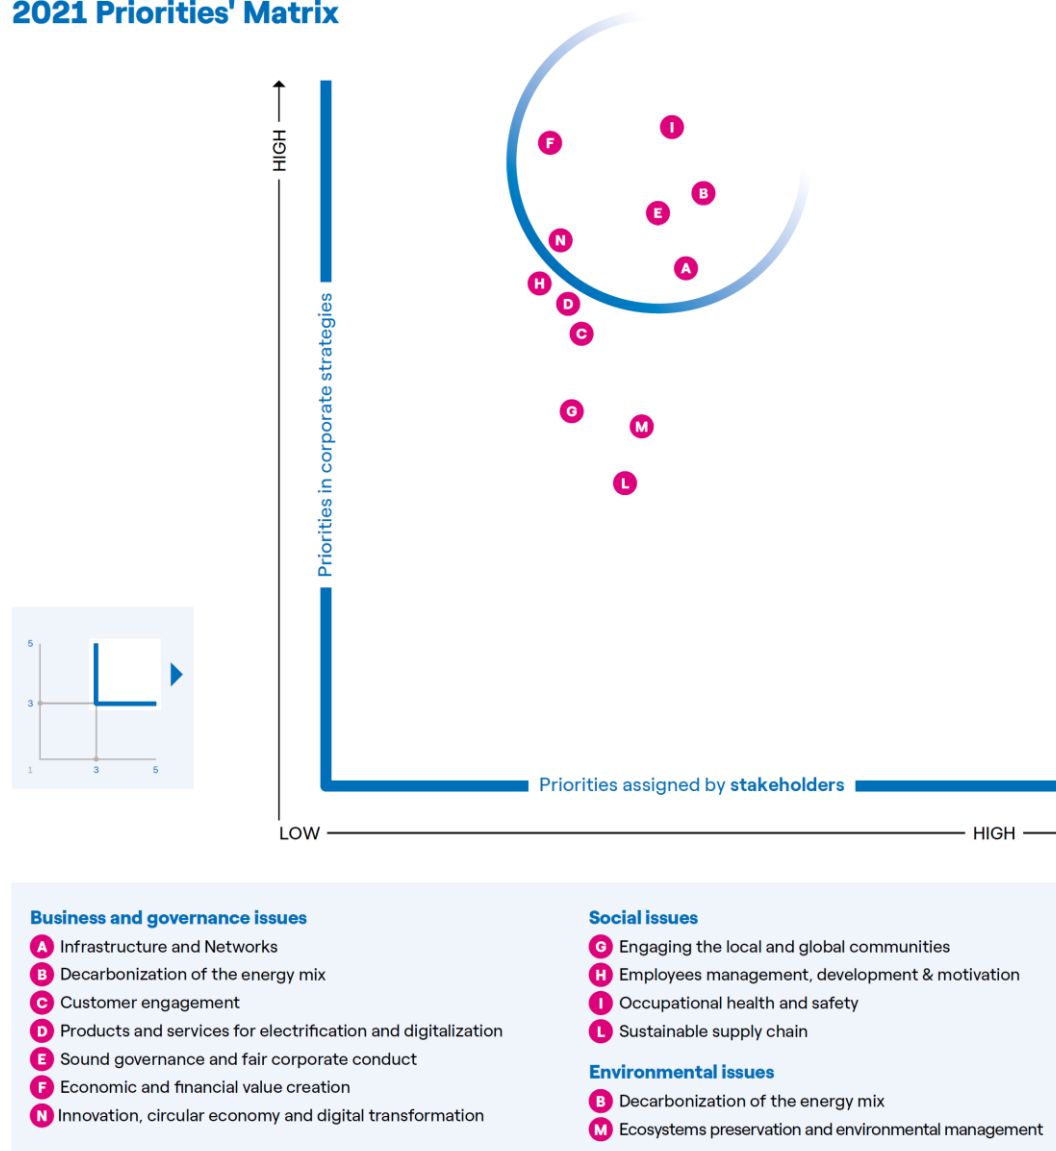 2021 Priorities' Matrix
HIGH
Priorities in corporate strategies
F
I
B
E
N
A
H
D
C
G
M
L
5
3
1
3
5
Priorities assigned by stakeholders
LOW
HIGH
Business and governance issues
A Infrastructure and Networks
B Decarbonization of the energy mix
C Customer engagement
D Products and services for electrification and digitalization
E Sound governance and fair corporate conduct
F Economic and financial value creation
N Innovation, circular economy and digital transformation
Social issues
G Engaging the local and global communities
H Employees management, development & motivation
I Occupational health and safety
L Sustainable supply chain
Environmental issues
B Decarbonization of the energy mix
M Ecosystems preservation and environmental management